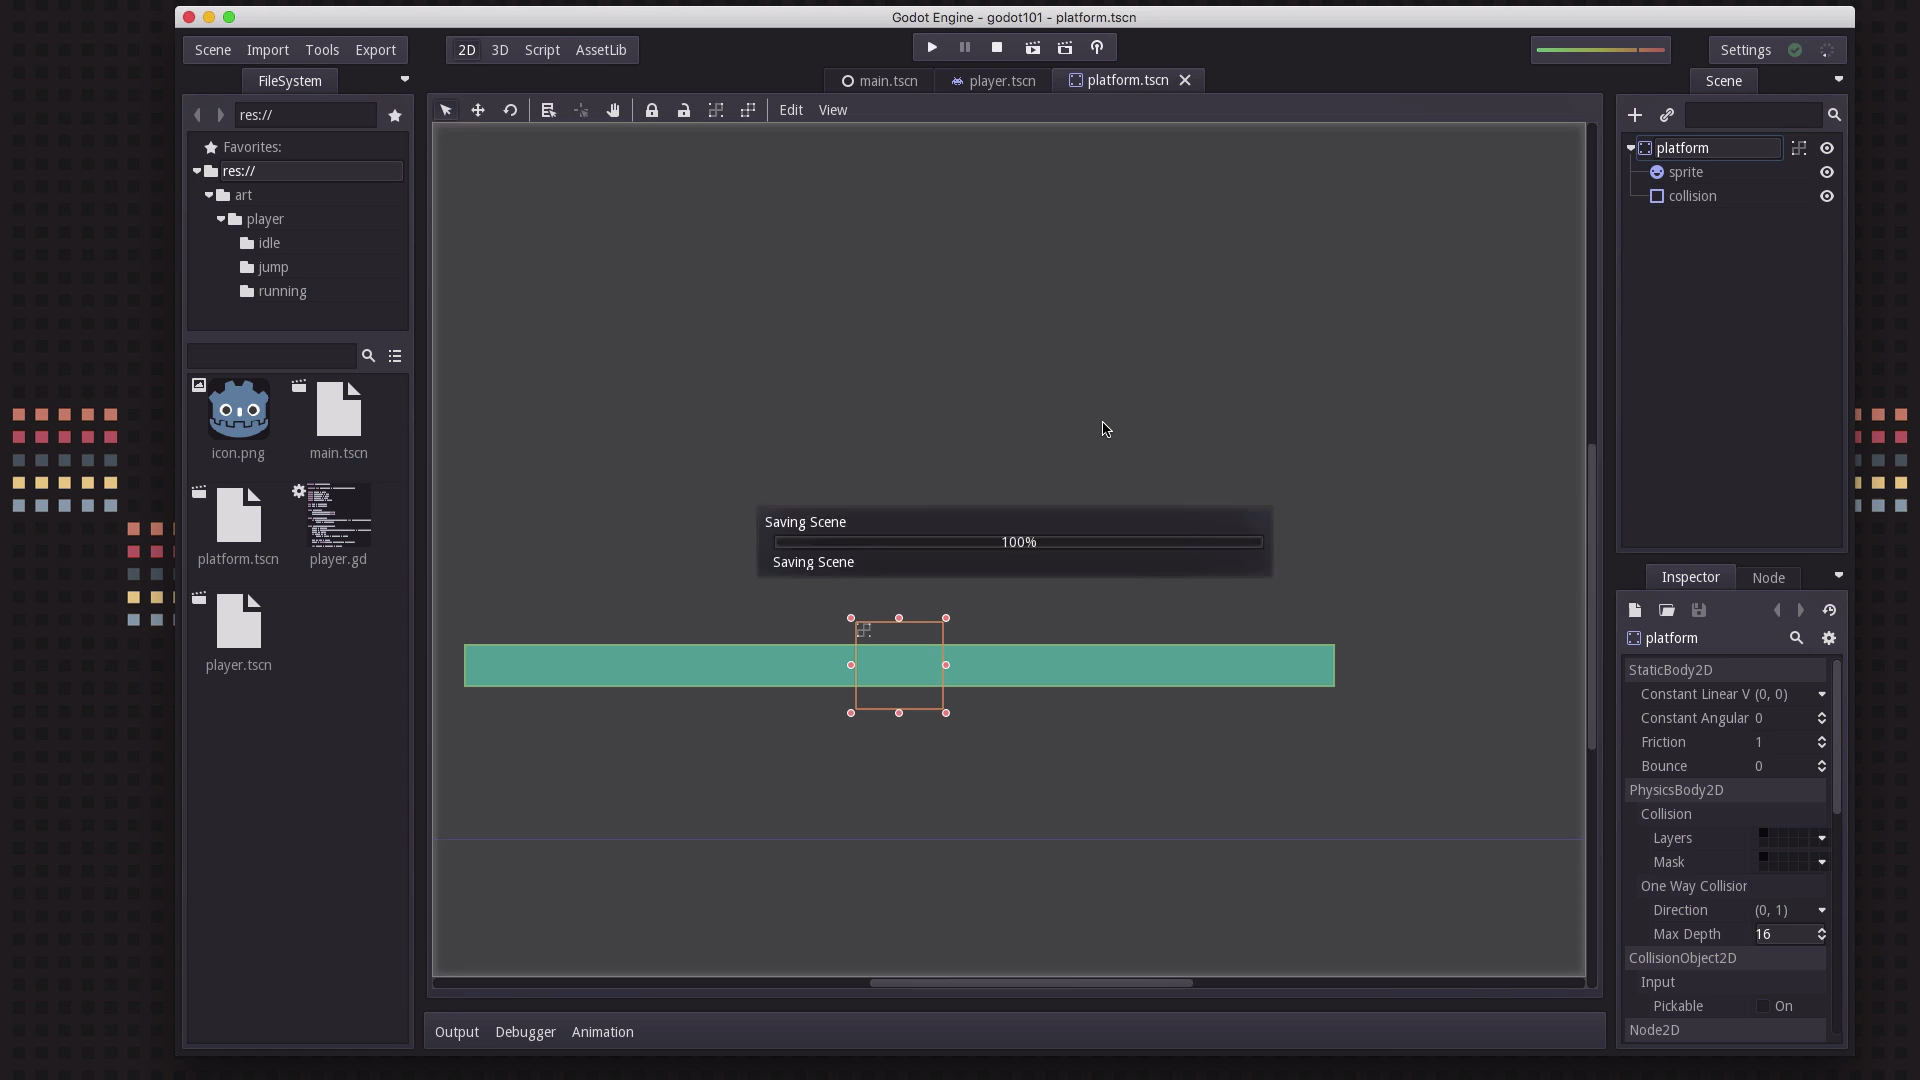 Godot Engine - godot101 - platform.tscn
Scene Import Tools Export
2D 3D Script AssetLib
Settings
FileSystem
main.tscn player.tscn platform.tscn
Scene
res://
Edit View
Favorites:
res://
art
player
idle
jump
running
icon.png main.tscn
platform.tscn player.gd
player.tscn
Saving Scene
100%
Saving Scene
Output Debugger Animation
platform
sprite
collision
Inspector Node
platform
StaticBody2D
Constant Linear V (0, 0)
Constant Angular 0
Friction 1
Bounce 0
PhysicsBody2D
Collision
Layers
Mask
One Way Collisior
Direction (0, 1)
Max Depth 16
CollisionObject2D
Input
Pickable On
Node2D